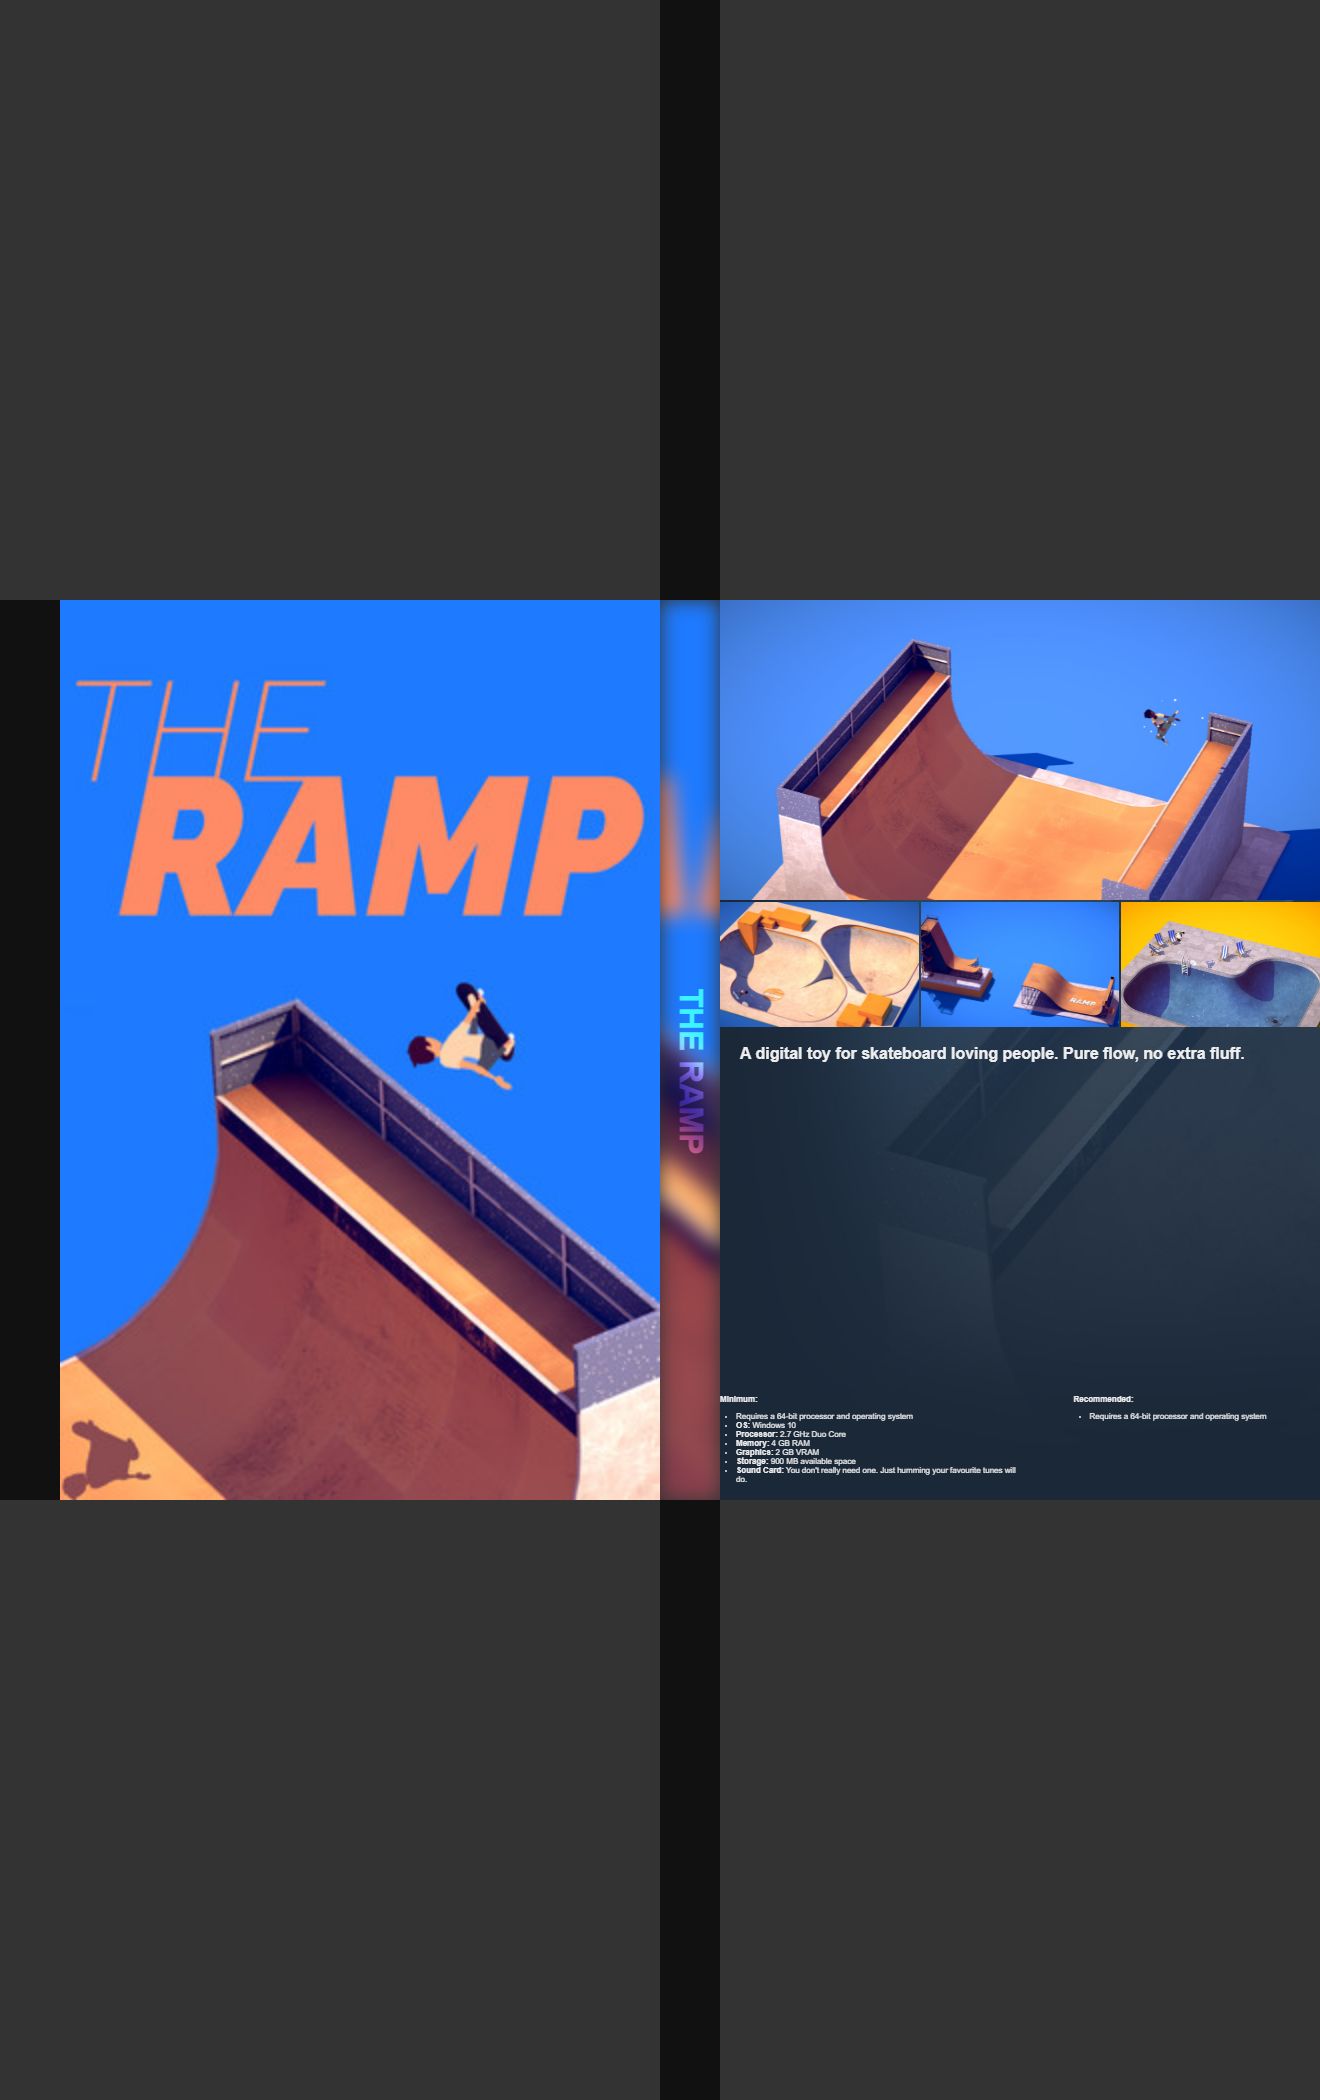 THE
RAMP
THE RAMP
RAMP
A digital toy for skateboard loving people. Pure flow, no extra fluff.
Minimum:
Requires a 64-bit processor and operating system
OS: Windows 10
Processor: 2.7 GHz Duo Core
Memory: 4 GB RAM
Graphics: 2 GB VRAM
Storage: 900 MB available space
Sound Card: You don't really need one. Just humming your favourite tunes will
do.
Recommended:
Requires a 64-bit processor and operating system